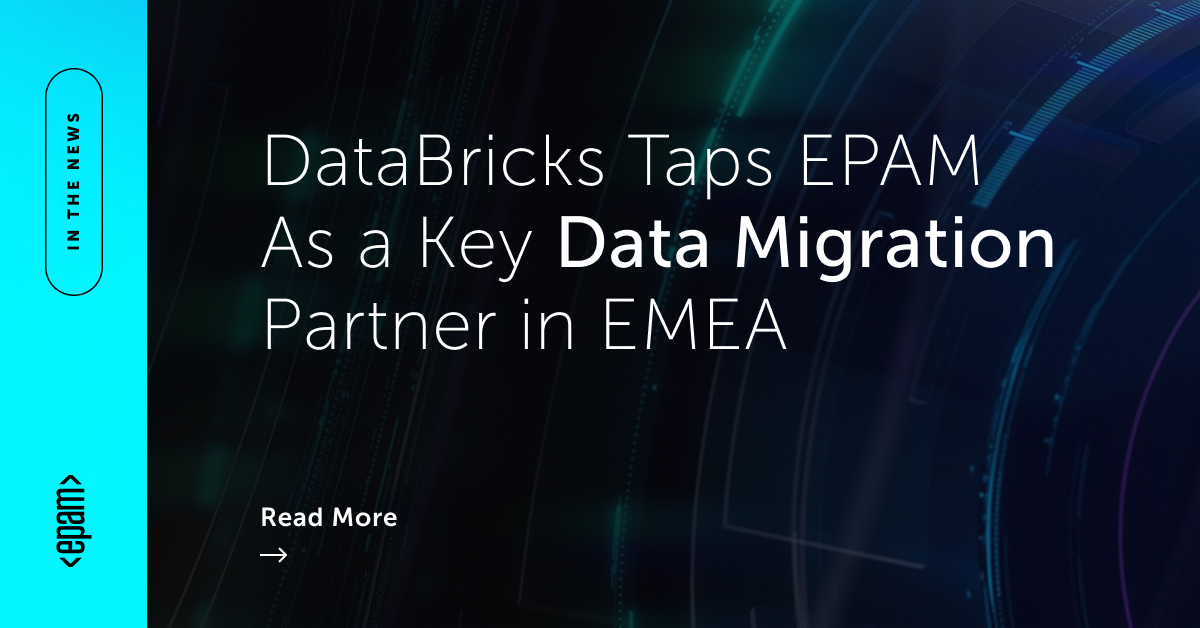 IN THE NEWS
DataBricks Taps EPAM
As a Key Data Migration
Partner in EMEA
Read More
<epam>